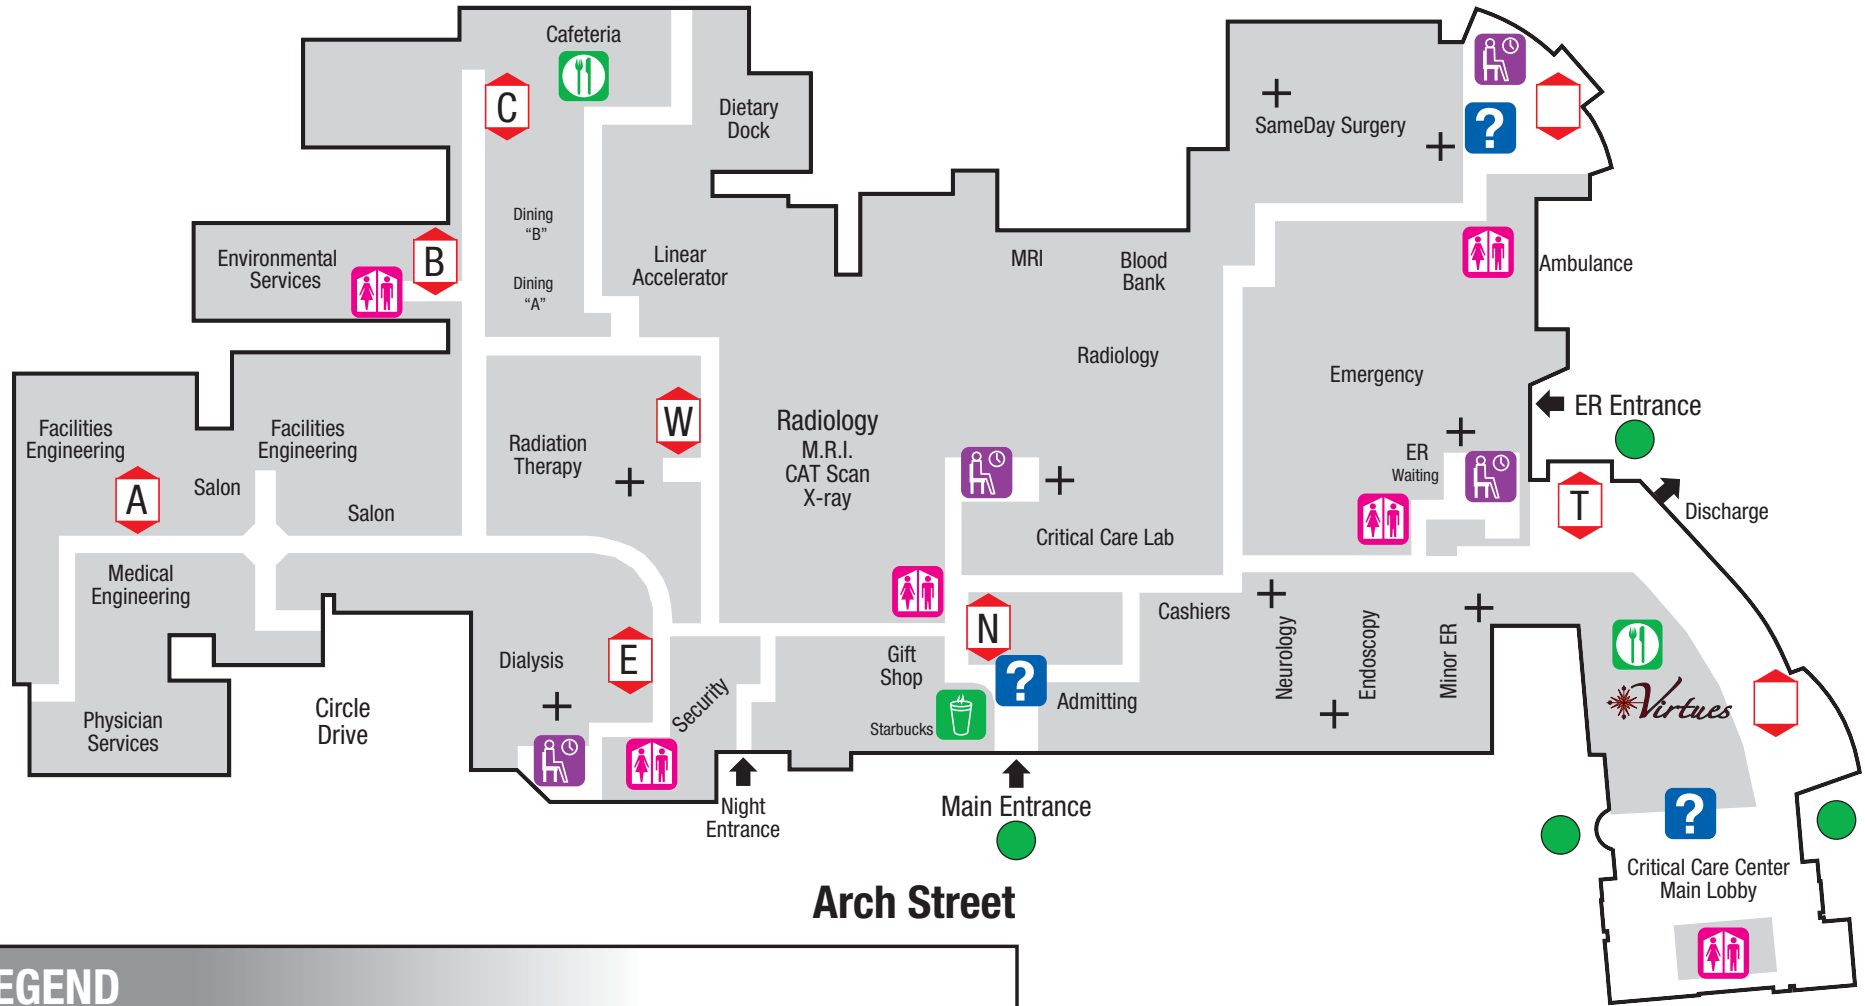 Cafeteria
C
Dietary
Dock
SameDay Surgery
?
Dining
“B”
Dining
“A”
Environmental
Services
B
Linear
Accelerator
MRI
Blood
Bank
Ambulance
Radiology
Emergency
ER Entrance
Facilities
Engineering
Facilities
Engineering
Salon
Salon
A
Radiation
Therapy
W
Radiology
M.R.I.
CAT Scan
X-ray
ER
Waiting
T
Discharge
Critical Care Lab
Medical
Engineering
Cashiers
N
Neurology
Endoscopy
Minor ER
Dialysis
E
Security
Gift
Shop
Starbucks
?
Admitting
Virtues
Physician
Services
Circle
Drive
Night
Entrance
Main Entrance
?
Critical Care Center
Main Lobby
Arch Street
EGEND